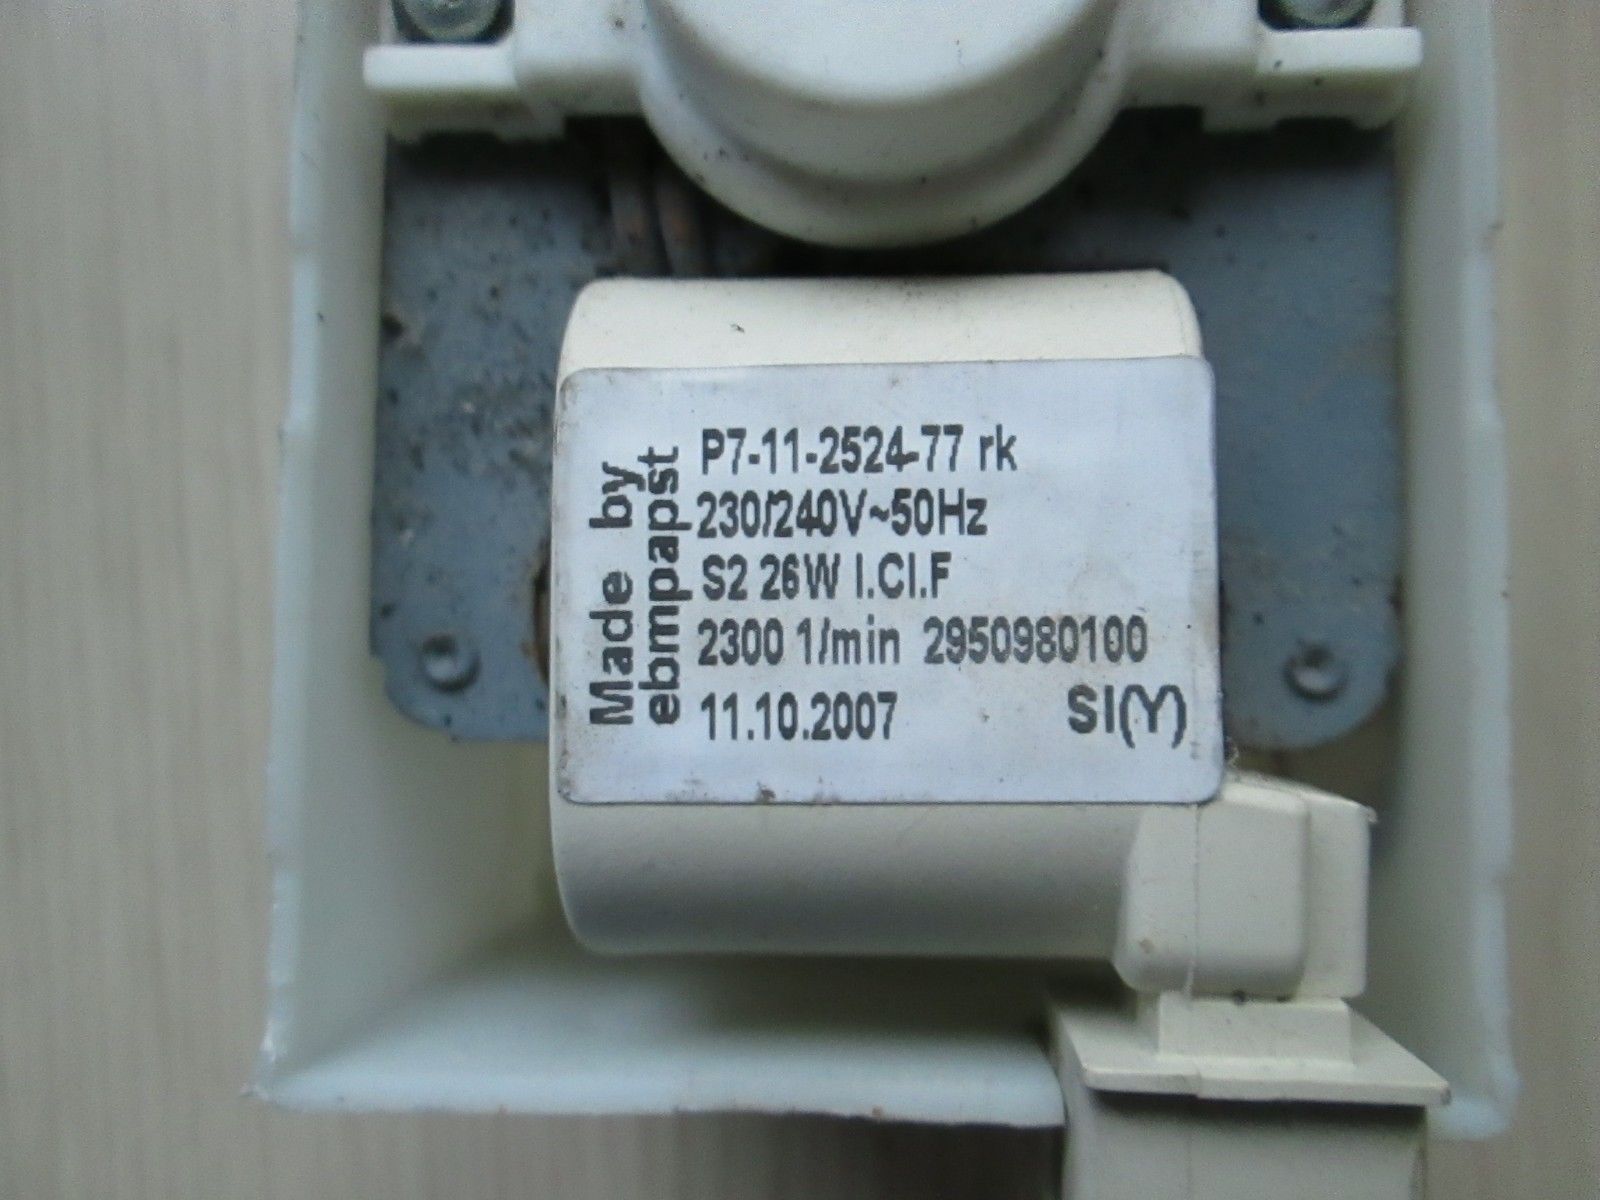 Made by
ebmpapst
P7-11-2524-77 rk
230/240V~50Hz
S2 26W I.Cl.F
2300 1/min 2950980100
11.10.2007 SI(Y)